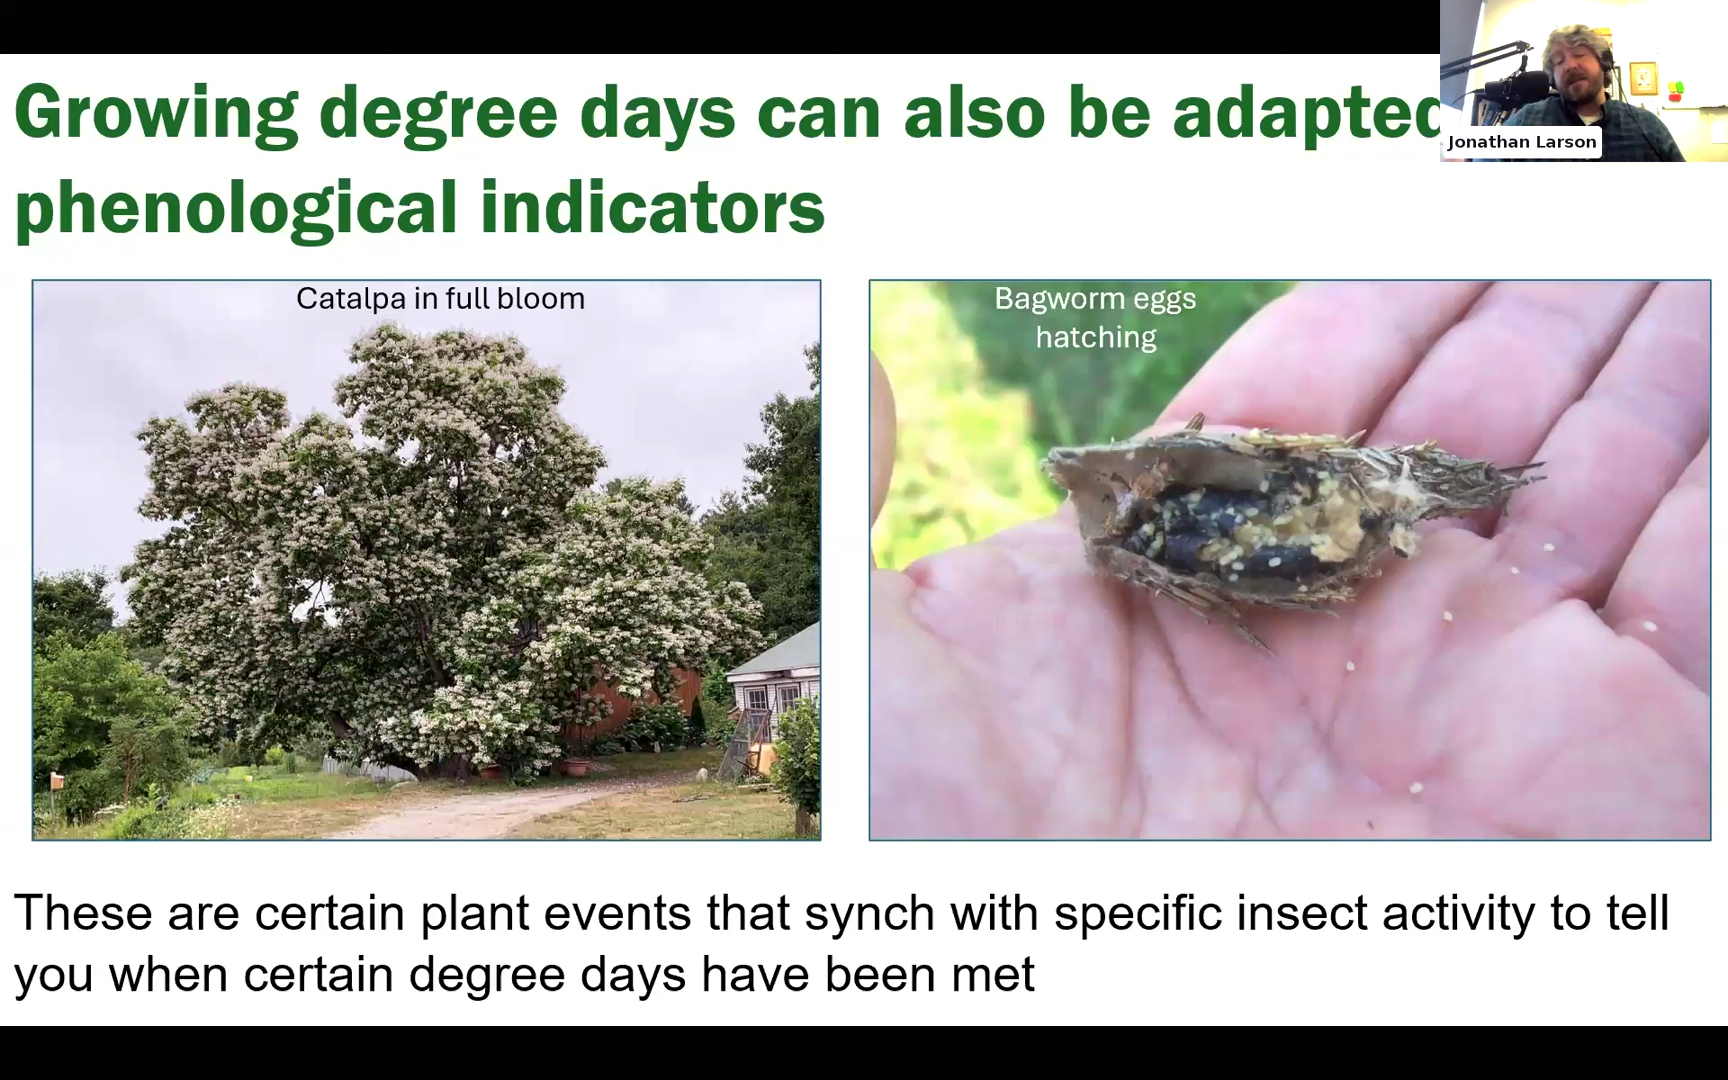 Growing degree days can also be adapted
phenological indicators
Jonathan Larson
Catalpa in full bloom
Bagworm eggs
hatching
These are certain plant events that synch with specific insect activity to tell
you when certain degree days have been met